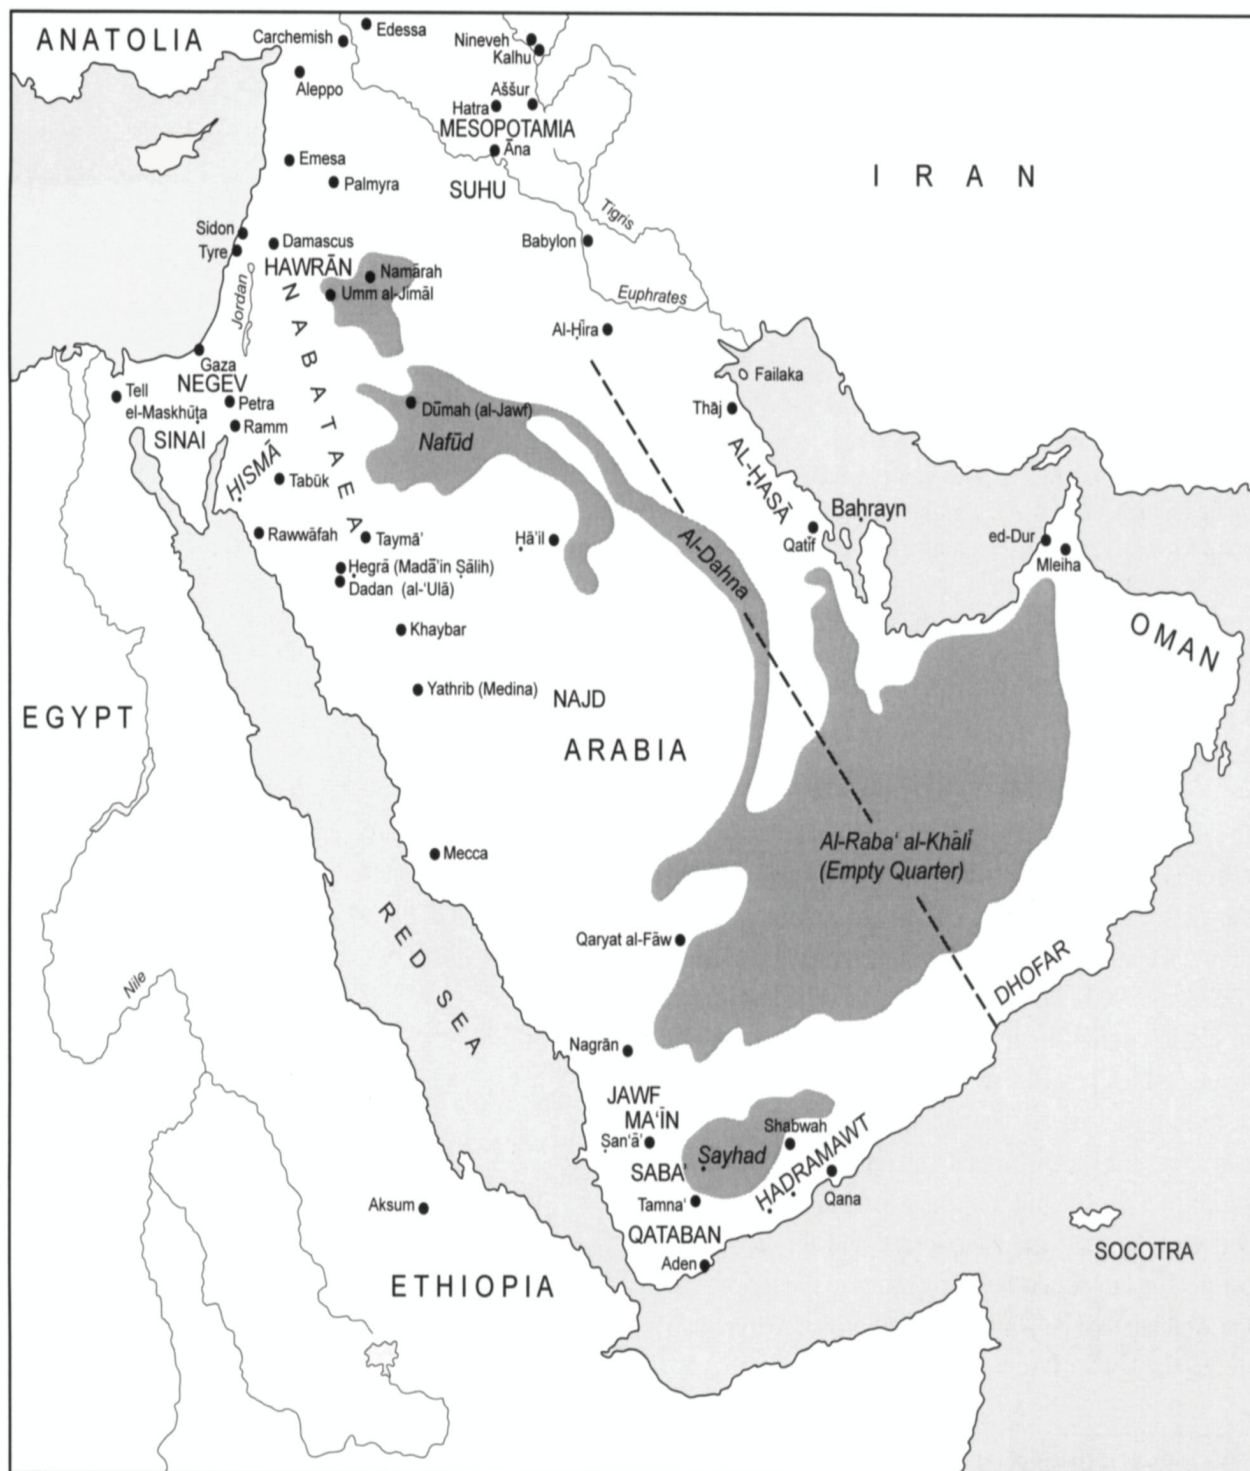 ANATOLIA
Carchemish
Edessa
Nineveh
Kalhu
Aleppo
Aššur
Hatra
MESOPOTAMIA
Āna
Emesa
Palmyra
SUHU
I R A N
Sidon
Tyre
Damascus
HAWRĀN
Namārah
Umm al-Jimāl
Babylon
Tigris
Euphrates
Jordan
NABATAEA
Al-Ḥīra
Gaza
NEGEV
Tell
el-Maskhūṭa
Petra
Ramm
SINAI
ḤISMĀ
Tabūk
Dūmah (al-Jawf)
Nafūd
Failaka
Thāj
AL-ḤASĀ
Baḥrayn
Qatīf
ed-Dur
Mleiha
OMAN
Rawwāfah
Taymā'
Ḥā'il
Al-Dahna
Ḥegrā (Madā'in Ṣālih)
Dadan (al-‘Ulā)
Khaybar
Yathrib (Medina)
NAJD
ARABIA
EGYPT
Mecca
RED SEA
Al-Raba‘ al-Khālī
(Empty Quarter)
Qaryat al-Fāw
DHOFAR
Nile
Nagrān
JAWF
MA‘ĪN
Ṣan‘ā'
SABA'
Ṣayhad
Shabwah
ḤAḌRAMAWT
Qana
Tamna‘
QATABAN
Aden
Aksum
ETHIOPIA
SOCOTRA